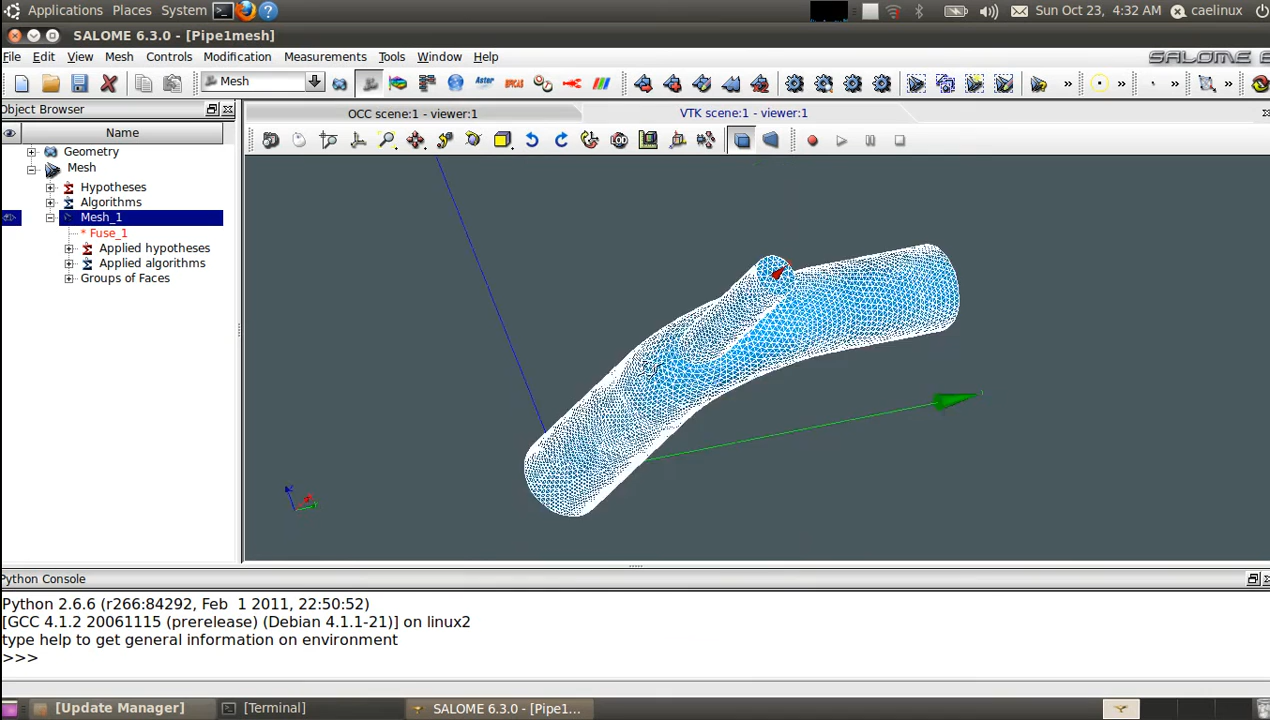 Applications Places System Sun Oct 23, 4:32 AM caelinux
SALOME 6.3.0 - [Pipe1mesh]
File Edit View Mesh Controls Modification Measurements Tools Window Help SALOME 6
Mesh Aster » » »
Object Browser
OCC scene:1 - viewer:1 VTK scene:1 - viewer:1
Name
LOD
Geometry
Mesh
Hypotheses
Algorithms
Mesh_1
* Fuse_1
Applied hypotheses
Applied algorithms
Groups of Faces
Python Console
Python 2.6.6 (r266:84292, Feb  1 2011, 22:50:52)
[GCC 4.1.2 20061115 (prerelease) (Debian 4.1.1-21)] on linux2
type help to get general information on environment
>>>
[Update Manager] [Terminal] SALOME 6.3.0 - [Pipe1...